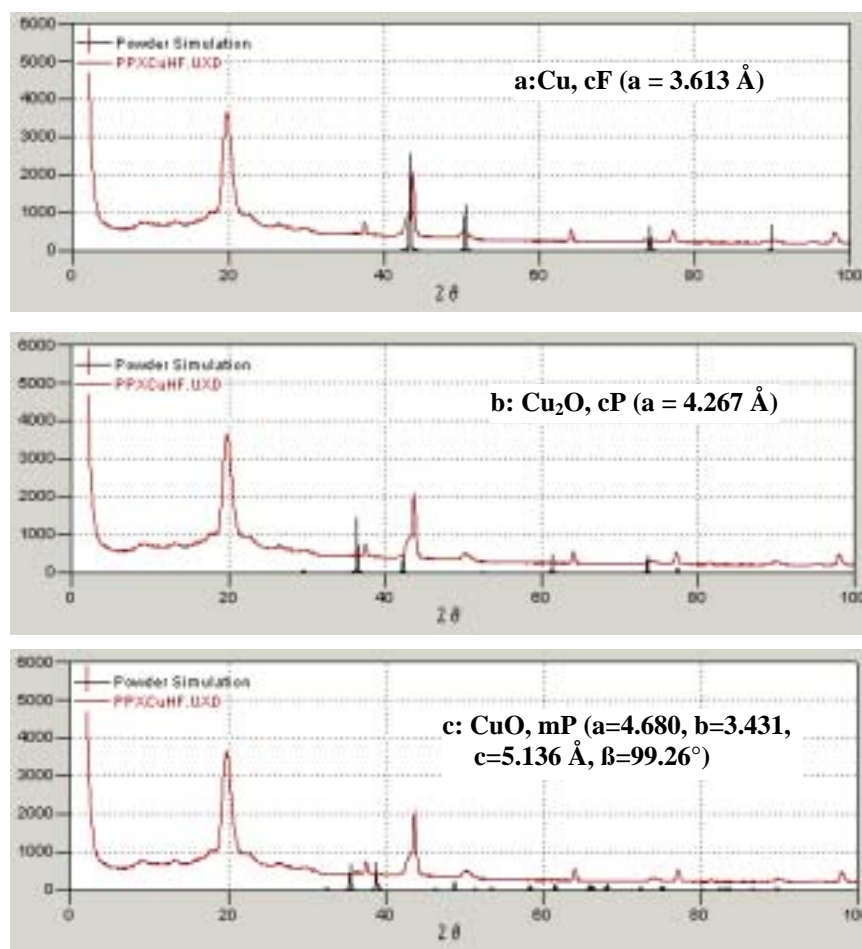 6000
5000
4000
3000
2000
1000
0
Powder Simulation
PPXCuHF.UXD
a:Cu, cF (a = 3.613 Å)
0 20 40 60 80 100
2 θ
6000
5000
4000
3000
2000
1000
0
Powder Simulation
PPXCuHF.UXD
b: Cu₂O, cP (a = 4.267 Å)
0 20 40 60 80 100
2 θ
6000
5000
4000
3000
2000
1000
0
Powder Simulation
PPXCuHF.UXD
c: CuO, mP (a=4.680, b=3.431,
c=5.136 Å, ß=99.26°)
0 20 40 60 80 100
2 θ